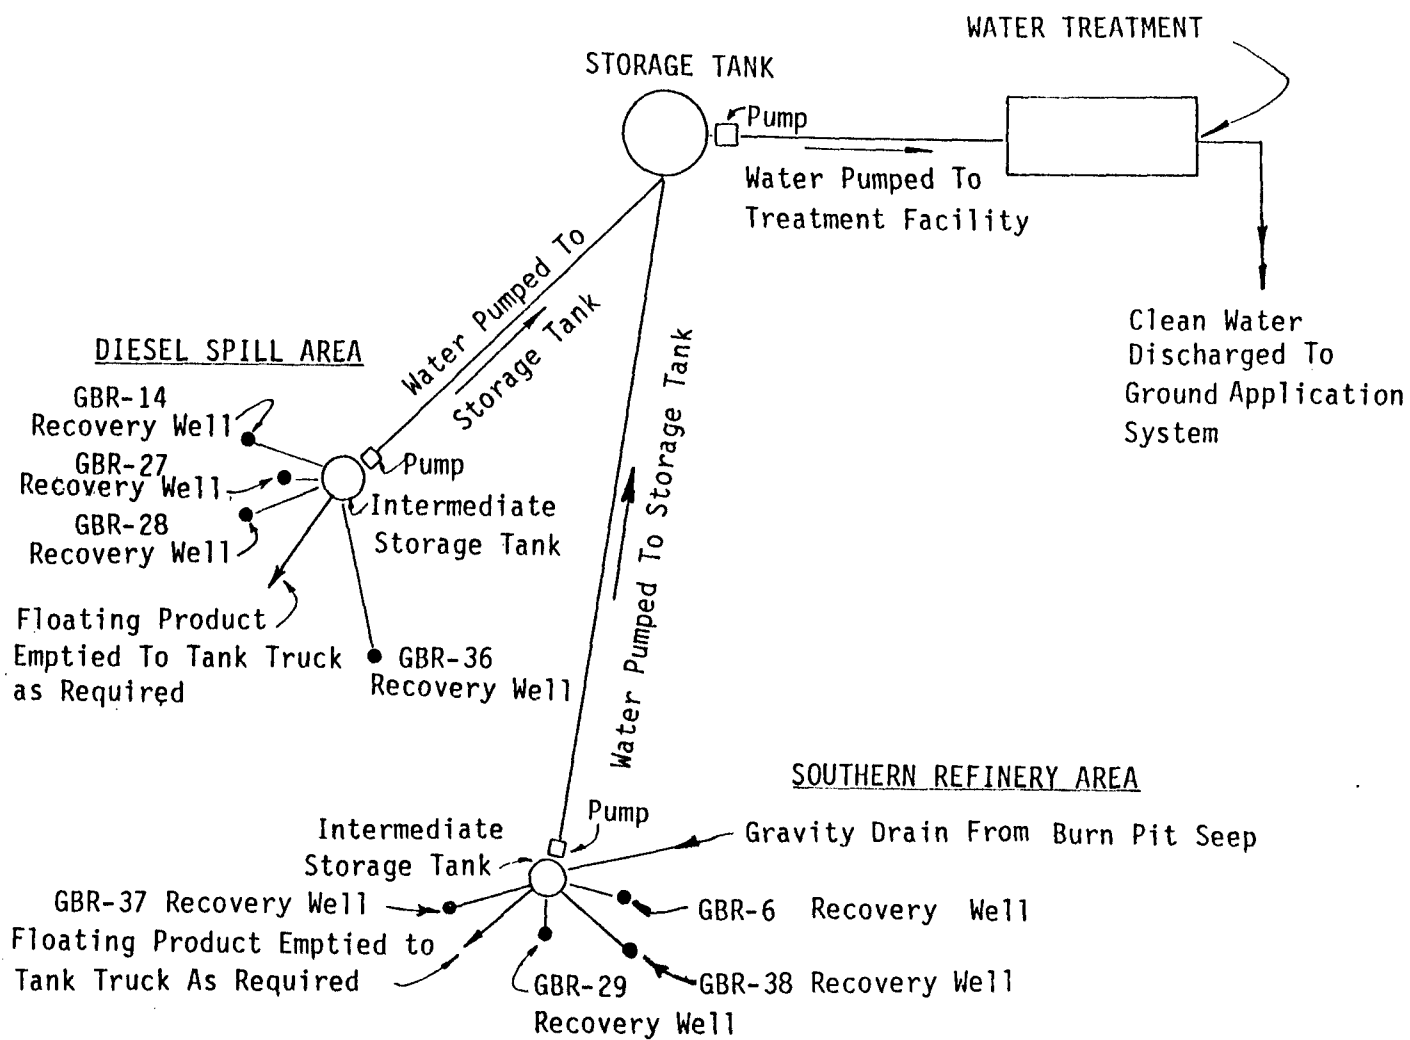 WATER TREATMENT
STORAGE TANK
Pump
Water Pumped To
Treatment Facility
Clean Water
Discharged To
Ground Application
System
Water Pumped To
Storage Tank
DIESEL SPILL AREA
GBR-14
Recovery Well
GBR-27
Recovery Well
GBR-28
Recovery Well
Pump
Intermediate
Storage Tank
Floating Product
Emptied To Tank Truck
as Required
GBR-36
Recovery Well
Water Pumped To Storage Tank
SOUTHERN REFINERY AREA
Pump
Intermediate
Storage Tank
Gravity Drain From Burn Pit Seep
GBR-37 Recovery Well
GBR-6 Recovery Well
Floating Product Emptied to
Tank Truck As Required
GBR-29
Recovery Well
GBR-38 Recovery Well